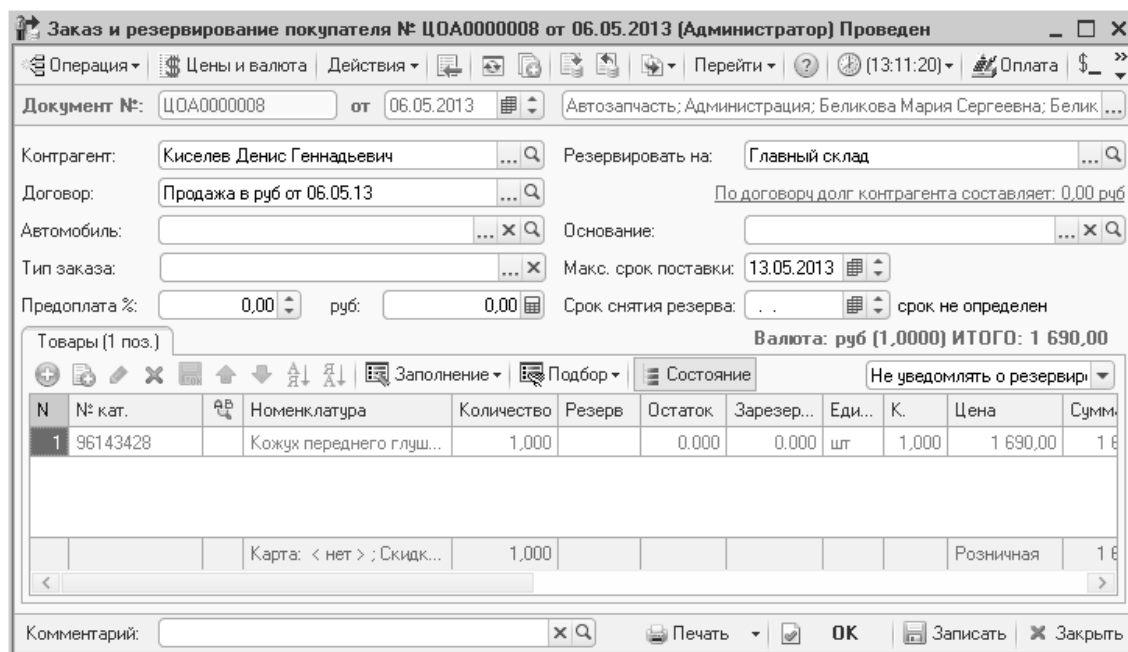 Заказ и резервирование покупателя № ЦОА0000008 от 06.05.2013 (Администратор) Проведен
Операция Цены и валюта Действия Перейти (13:11:20) Оплата $_ »
Документ №: ЦОА0000008 от 06.05.2013 Автозапчасть; Администрация; Беликова Мария Сергеевна; Белик ...
Контрагент: Киселев Денис Геннадьевич ... Резервировать на: Главный склад ...
Договор: Продажа в руб от 06.05.13 ... По договору долг контрагента составляет: 0,00 руб
Автомобиль: ... Основание: ...
Тип заказа: ... Макс. срок поставки: 13.05.2013
Предоплата %: 0,00 руб: 0,00 Срок снятия резерва: . . срок не определен
Товары (1 поз.) Валюта: руб (1,0000) ИТОГО: 1 690,00
Заполнение Подбор Состояние Не уведомлять о резервир
N № кат. Номенклатура Количество Резерв Остаток Зарезер... Еди... К. Цена Сумм
1 96143428 Кожух переднего глуш... 1,000 0.000 0.000 шт 1,000 1 690,00 1 6
Карта: < нет > ; Скидк... 1,000 Розничная 1 6
Комментарий: Печать OK Записать Закрыть